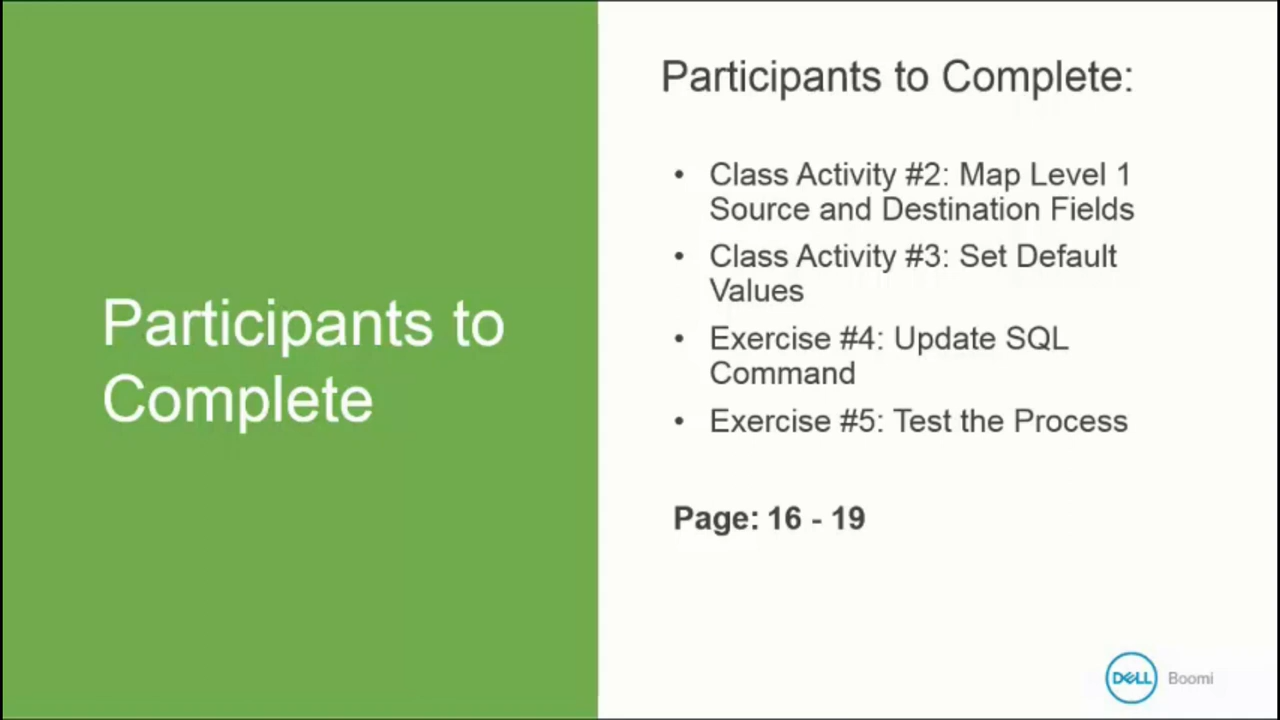 Participants to
Complete
Participants to Complete:
• Class Activity #2: Map Level 1
Source and Destination Fields
• Class Activity #3: Set Default
Values
• Exercise #4: Update SQL
Command
• Exercise #5: Test the Process
Page: 16 - 19
DELL Boomi